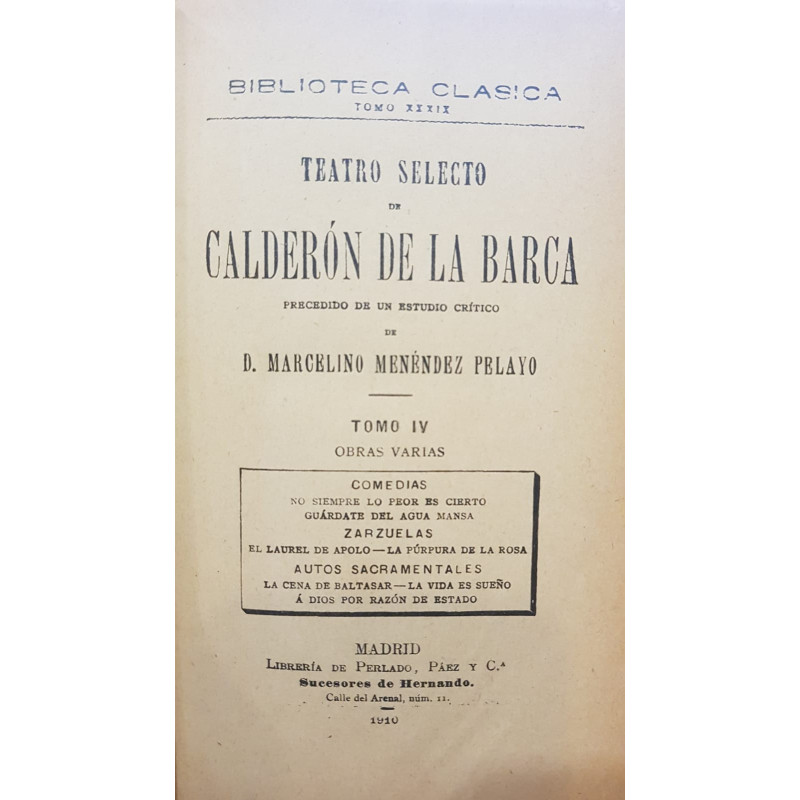 BIBLIOTECA CLASICA
TOMO XXXIX
TEATRO SELECTO
DE
CALDERÓN DE LA BARCA
PRECEDIDO DE UN ESTUDIO CRÍTICO
DE
D. MARCELINO MENÉNDEZ PELAYO
TOMO IV
OBRAS VARIAS
COMEDIAS
NO SIEMPRE LO PEOR ES CIERTO
GUÁRDATE DEL AGUA MANSA
ZARZUELAS
EL LAUREL DE APOLO—LA PÚRPURA DE LA ROSA
AUTOS SACRAMENTALES
LA CENA DE BALTASAR—LA VIDA ES SUEÑO
Á DIOS POR RAZÓN DE ESTADO
MADRID
LIBRERÍA DE PERLADO, PÁEZ Y C.ª
Sucesores de Hernando.
Calle del Arenal, núm. 11.
1910